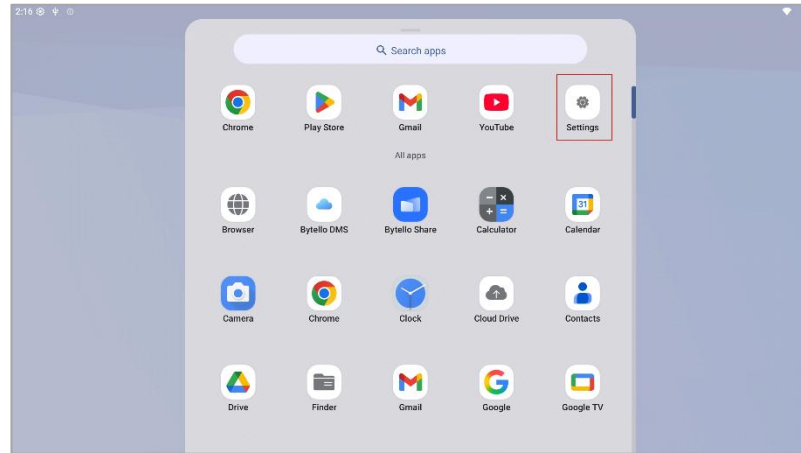 2:16
Search apps
Chrome Play Store Gmail YouTube Settings
All apps
31
Browser Bytello DMS Bytello Share Calculator Calendar
Camera Chrome Clock Cloud Drive Contacts
Drive Finder Gmail Google Google TV